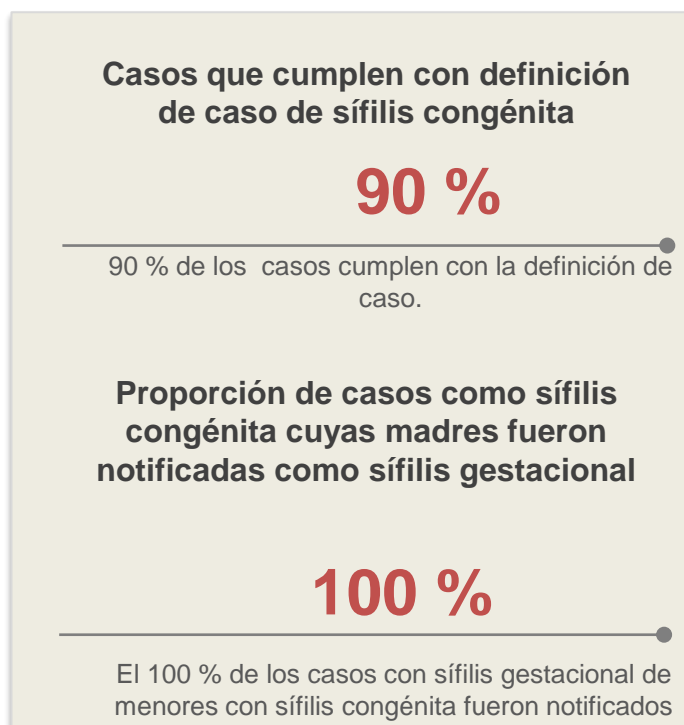 Casos que cumplen con definición
de caso de sífilis congénita
90 %
90 % de los  casos cumplen con la definición de
caso.
Proporción de casos como sífilis
congénita cuyas madres fueron
notificadas como sífilis gestacional
100 %
El 100 % de los casos con sífilis gestacional de
menores con sífilis congénita fueron notificados